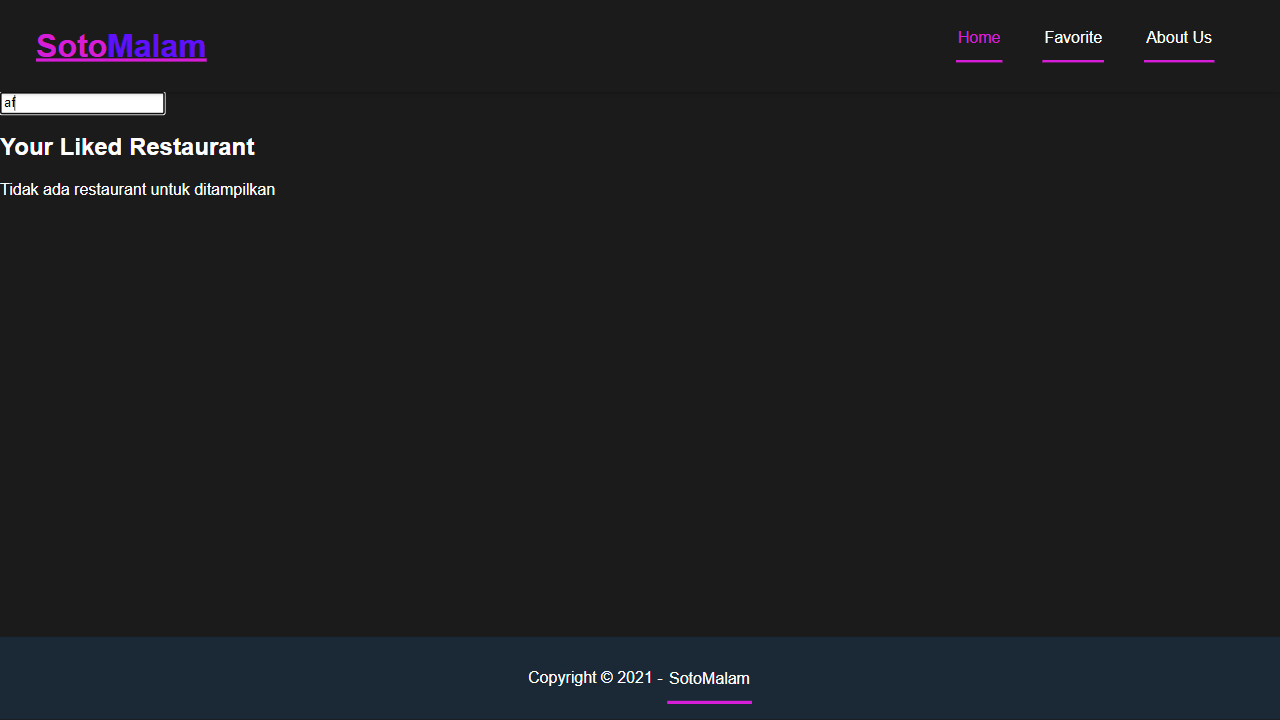 SotoMalam
Home Favorite About Us
af
Your Liked Restaurant
Tidak ada restaurant untuk ditampilkan
Copyright © 2021 - SotoMalam